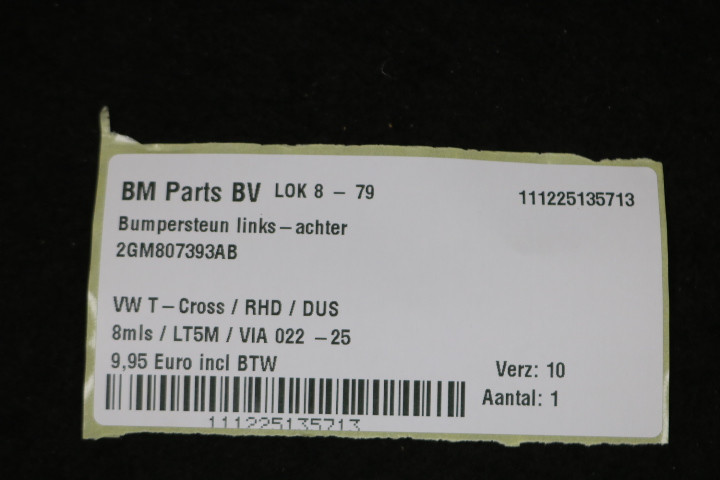 BM Parts BV LOK 8 - 79
111225135713
Bumpersteun links-achter
2GM807393AB
VW T-Cross / RHD / DUS
8mls / LT5M / VIA 022 -25
9,95 Euro incl BTW
Verz: 10
Aantal: 1
111225135713